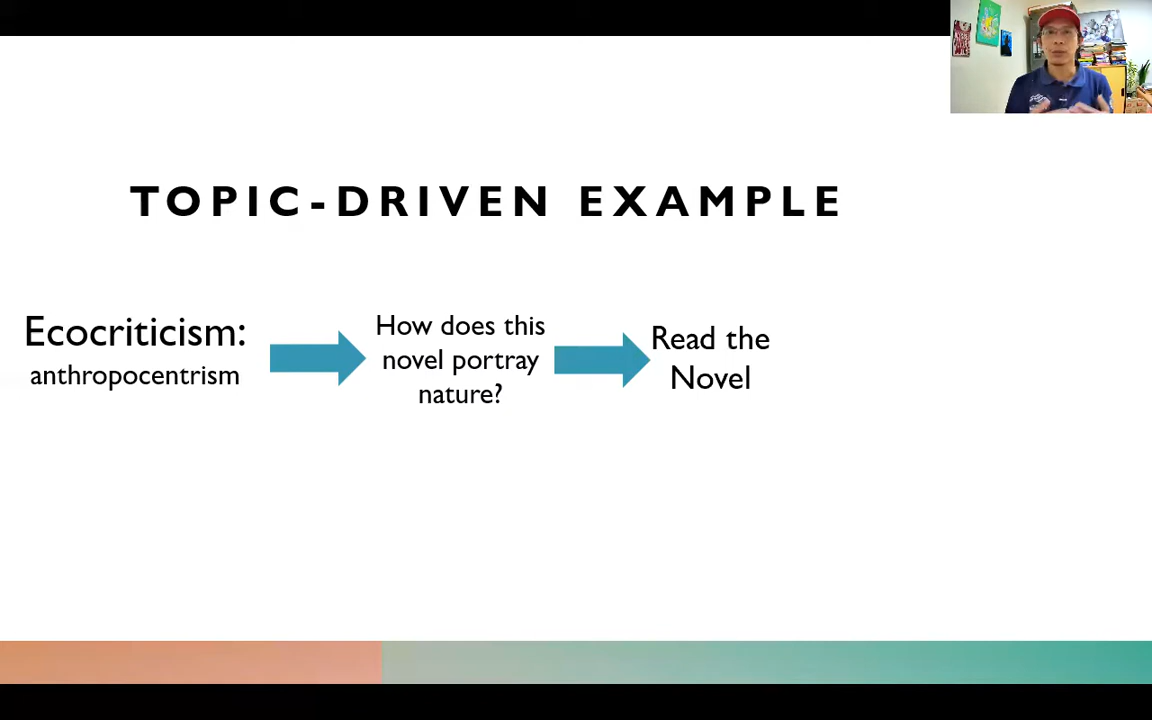 TOPIC-DRIVEN EXAMPLE
Ecocriticism:
anthropocentrism
How does this
novel portray
nature?
Read the
Novel